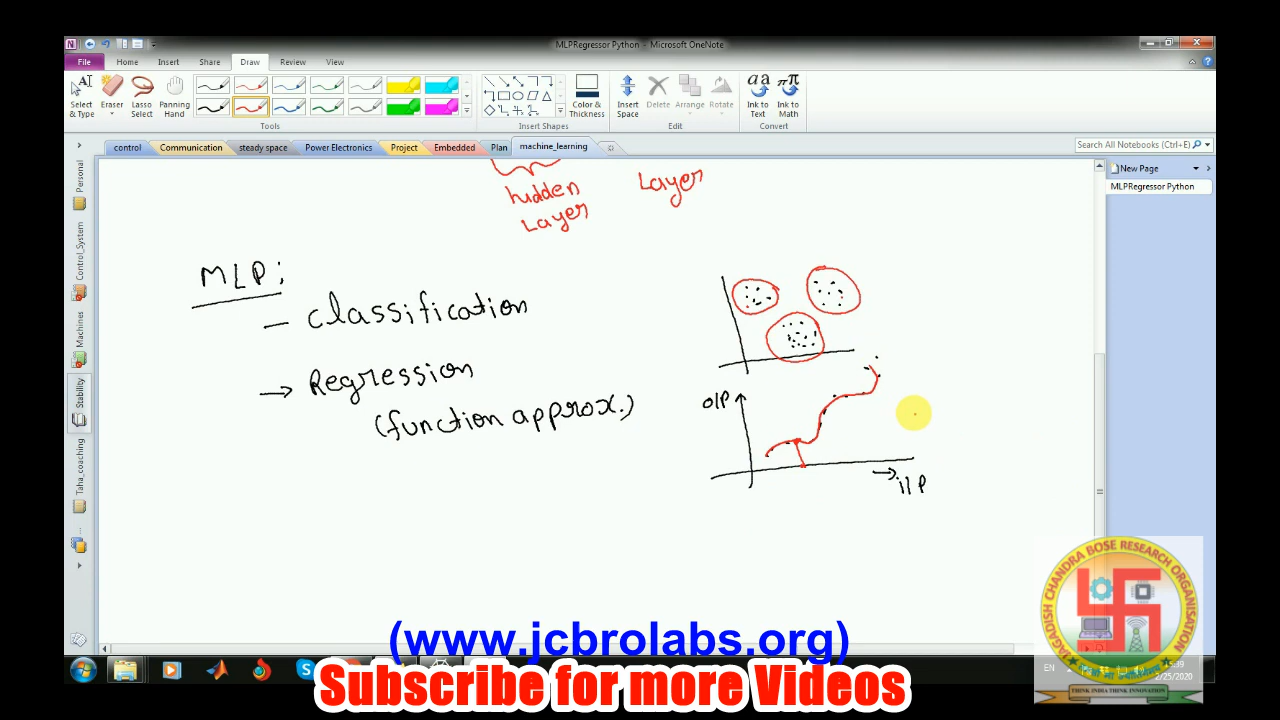 MLPRegressor Python - Microsoft OneNote
File Home Insert Share Draw Review View
Select & Type
Eraser
Lasso Select
Panning Hand
Color & Thickness
Insert Space
Delete
Arrange
Rotate
Ink to Text
Ink to Math
Tools
Insert Shapes
Edit
Convert
control Communication steady space Power Electronics Project Embedded Plan machine_learning
Search All Notebooks (Ctrl+E)
New Page
MLPRegressor Python
Personal
Control_System
Machines
Stability
Taha_coaching
hidden
Layer
Layer
MLP:
- classification
→ Regression
(function approx.)
o/P
→ i/P
JAGADISH CHANDRA BOSE RESEARCH ORGANISATION
THINK INDIA THINK INNOVATION
(www.jcbrolabs.org)
Subscribe for more Videos
EN
15:39
2/25/2020